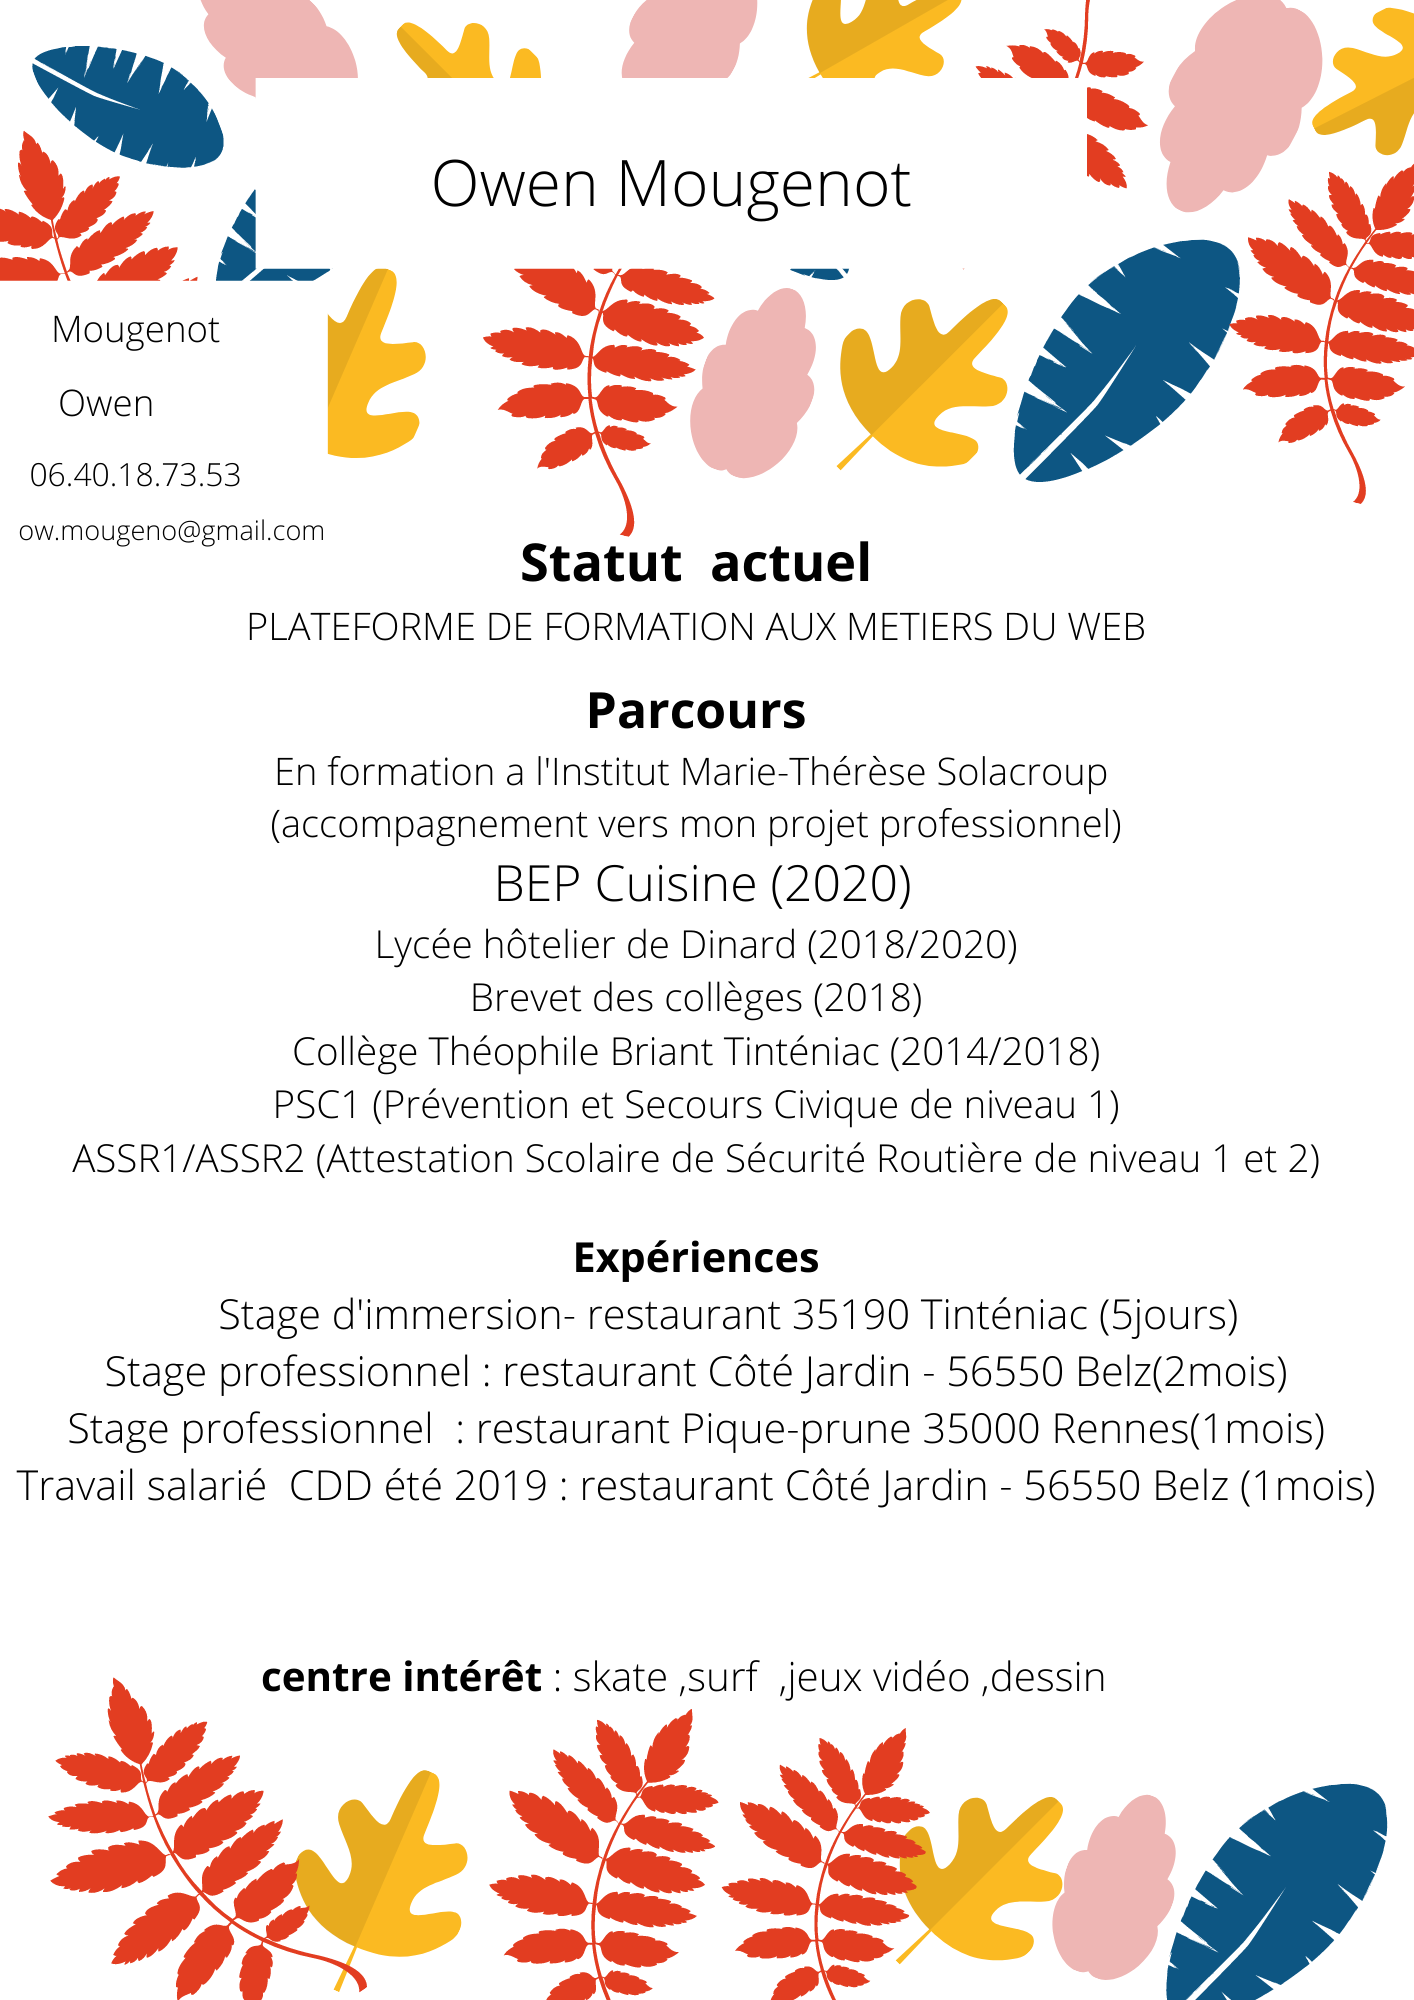 Owen Mougenot
Mougenot
Owen
06.40.18.73.53
ow.mougeno@gmail.com
Statut actuel
PLATEFORME DE FORMATION AUX METIERS DU WEB
Parcours
En formation a l'Institut Marie-Thérèse Solacroup
(accompagnement vers mon projet professionnel)
BEP Cuisine (2020)
Lycée hôtelier de Dinard (2018/2020)
Brevet des collèges (2018)
Collège Théophile Briant Tinténiac (2014/2018)
PSC1 (Prévention et Secours Civique de niveau 1)
ASSR1/ASSR2 (Attestation Scolaire de Sécurité Routière de niveau 1 et 2)
Expériences
Stage d'immersion- restaurant 35190 Tinténiac (5jours)
Stage professionnel : restaurant Côté Jardin - 56550 Belz(2mois)
Stage professionnel : restaurant Pique-prune 35000 Rennes(1mois)
Travail salarié CDD été 2019 : restaurant Côté Jardin - 56550 Belz (1mois)
centre intérêt : skate ,surf ,jeux vidéo ,dessin